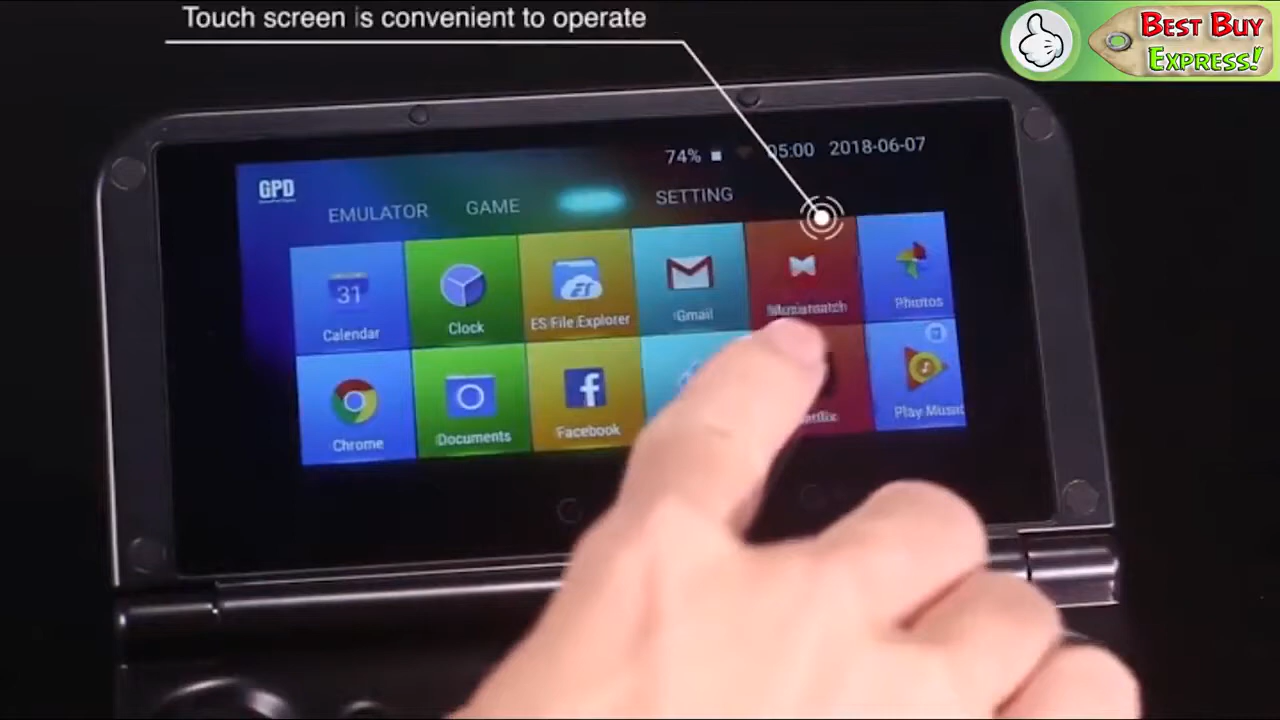 Touch screen is convenient to operate
BEST BUY
EXPRESS!
74% 05:00 2018-06-07
GPD
EMULATOR GAME SETTING
31
Calendar
Clock
ES
ES File Explorer
Gmail
Photos
Chrome
Documents
f
Facebook
Play Music